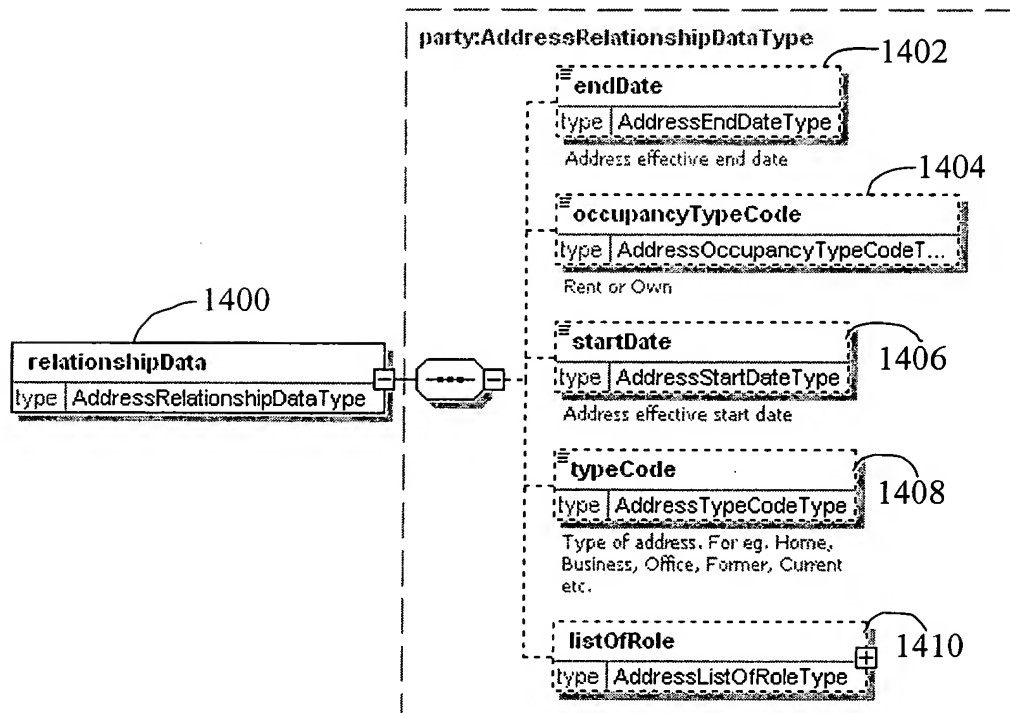 party:AddressRelationshipDataType
1402
endDate
type AddressEndDateType
Address effective end date
1404
occupancyTypeCode
type AddressOccupancyTypeCodeT...
Rent or Own
1400
relationshipData
type AddressRelationshipDataType
startDate
1406
type AddressStartDateType
Address effective start date
typeCode
1408
type AddressTypeCodeType
Type of address. For eg. Home,
Business, Office, Former, Current
etc.
listOfRole
1410
type AddressListOfRoleType